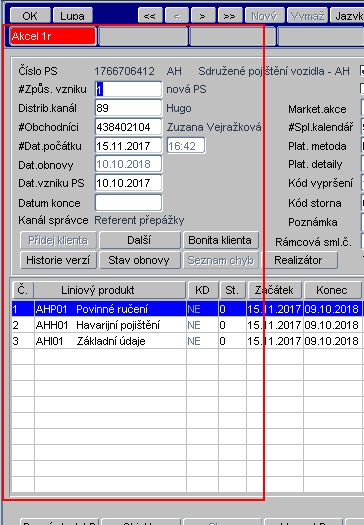 OK Lupa << < > >> Nový Vymaž Jazyk
Akcel 1r
Číslo PS 1766706412 AH Sdružené pojištění vozidla - AH
#Způs. vzniku 1 nová PS
Distrib.kanál 89 Hugo Market.akce
#Obchodníci 438402104 Zuzana Vejražková #Spl.kalendář
#Dat.počátku 15.11.2017 16:42 Plat. metoda
Dat.obnovy 10.10.2018 Plat. detaily
Dat.vzniku PS 10.10.2017 Kód vypršení
Datum konce Kód storna
Kanál správce Referent přepážky Poznámka
Přidej klienta Další Bonita klienta Rámcová sml.č.
Historie verzí Stav obnovy Seznam chyb Realizátor
Č. Liniový produkt KD St. Začátek Konec
1 AHP01 Povinné ručení NE 0 15.11.2017 09.10.2018
2 AHH01 Havarijní pojištění NE 0 15.11.2017 09.10.2018
3 AHI01 Základní údaje NE 0 15.11.2017 09.10.2018